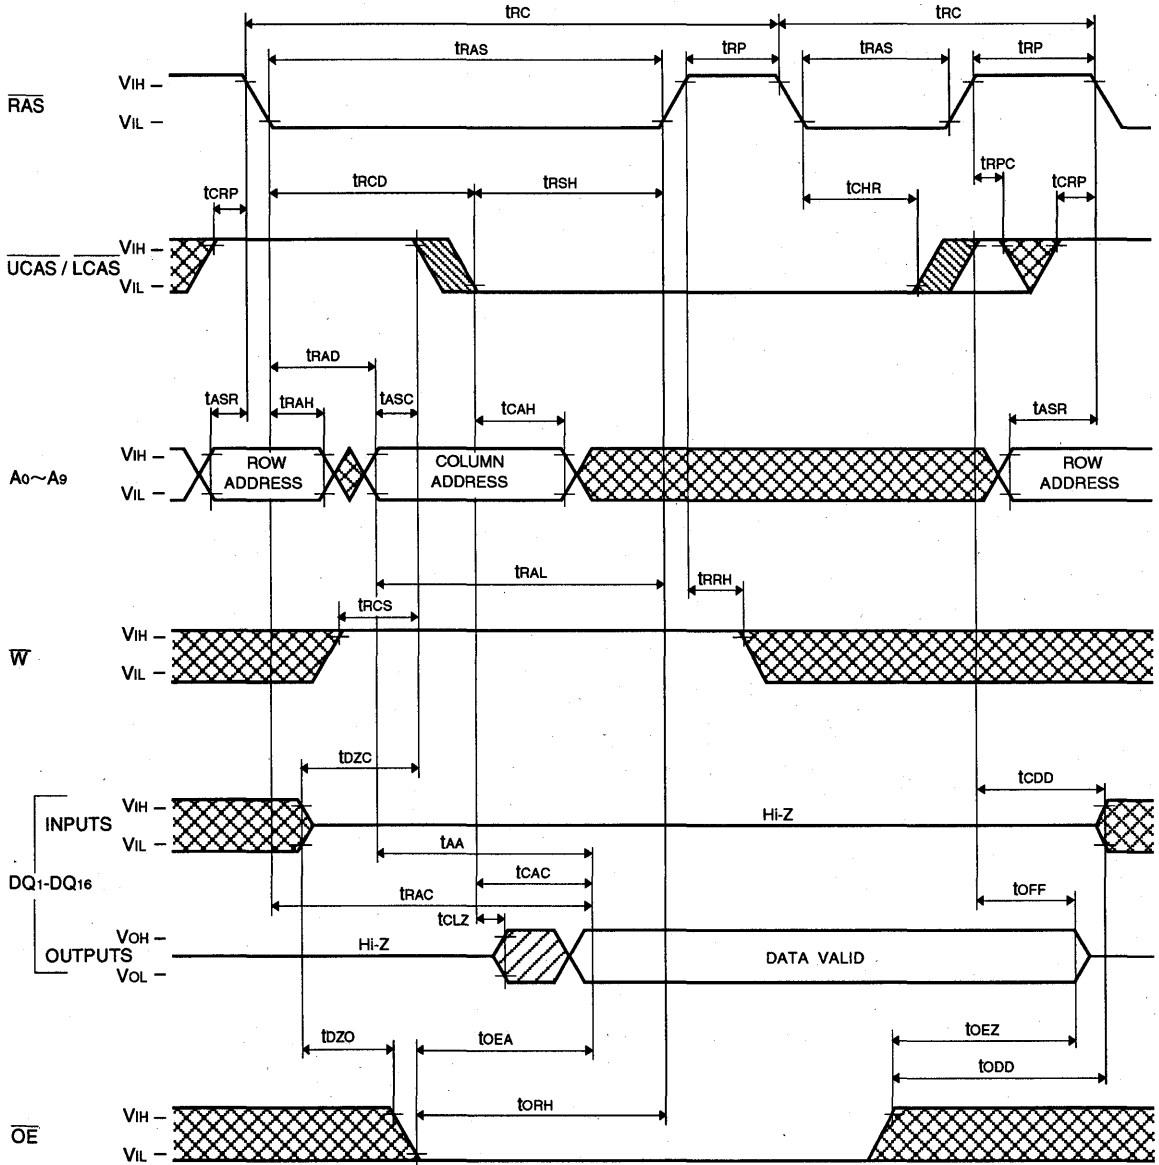 tRC tRC
tRAS tRP tRAS tRP
RAS VIH
VIL
tCRP tRCD tRSH tCHR tRPC tCRP
UCAS / LCAS VIH
VIL
tRAD
tASR tRAH tASC tCAH tASR
A0~A9 VIH
VIL
ROW ADDRESS
COLUMN ADDRESS
ROW ADDRESS
tRAL tRRH
tRCS
W VIH
VIL
tDZC tCDD
DQ1-DQ16
INPUTS VIH
VIL
Hi-Z
tAA
tCAC
tRAC tOFF
tCLZ
OUTPUTS VOH
VOL
Hi-Z DATA VALID
tDZO tOEA tOEZ
tODD
tORH
OE VIH
VIL